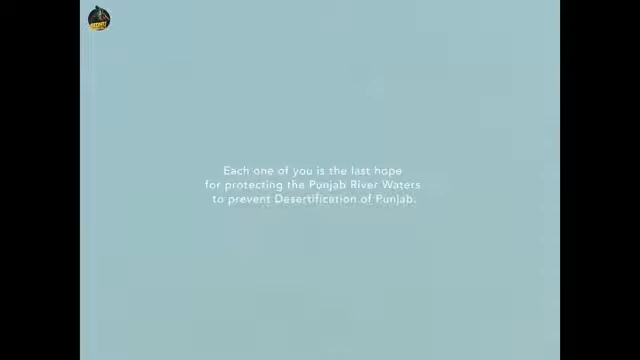 Each one of you is the last hope
for protecting the Punjab River Waters
to prevent Desertification of Punjab.